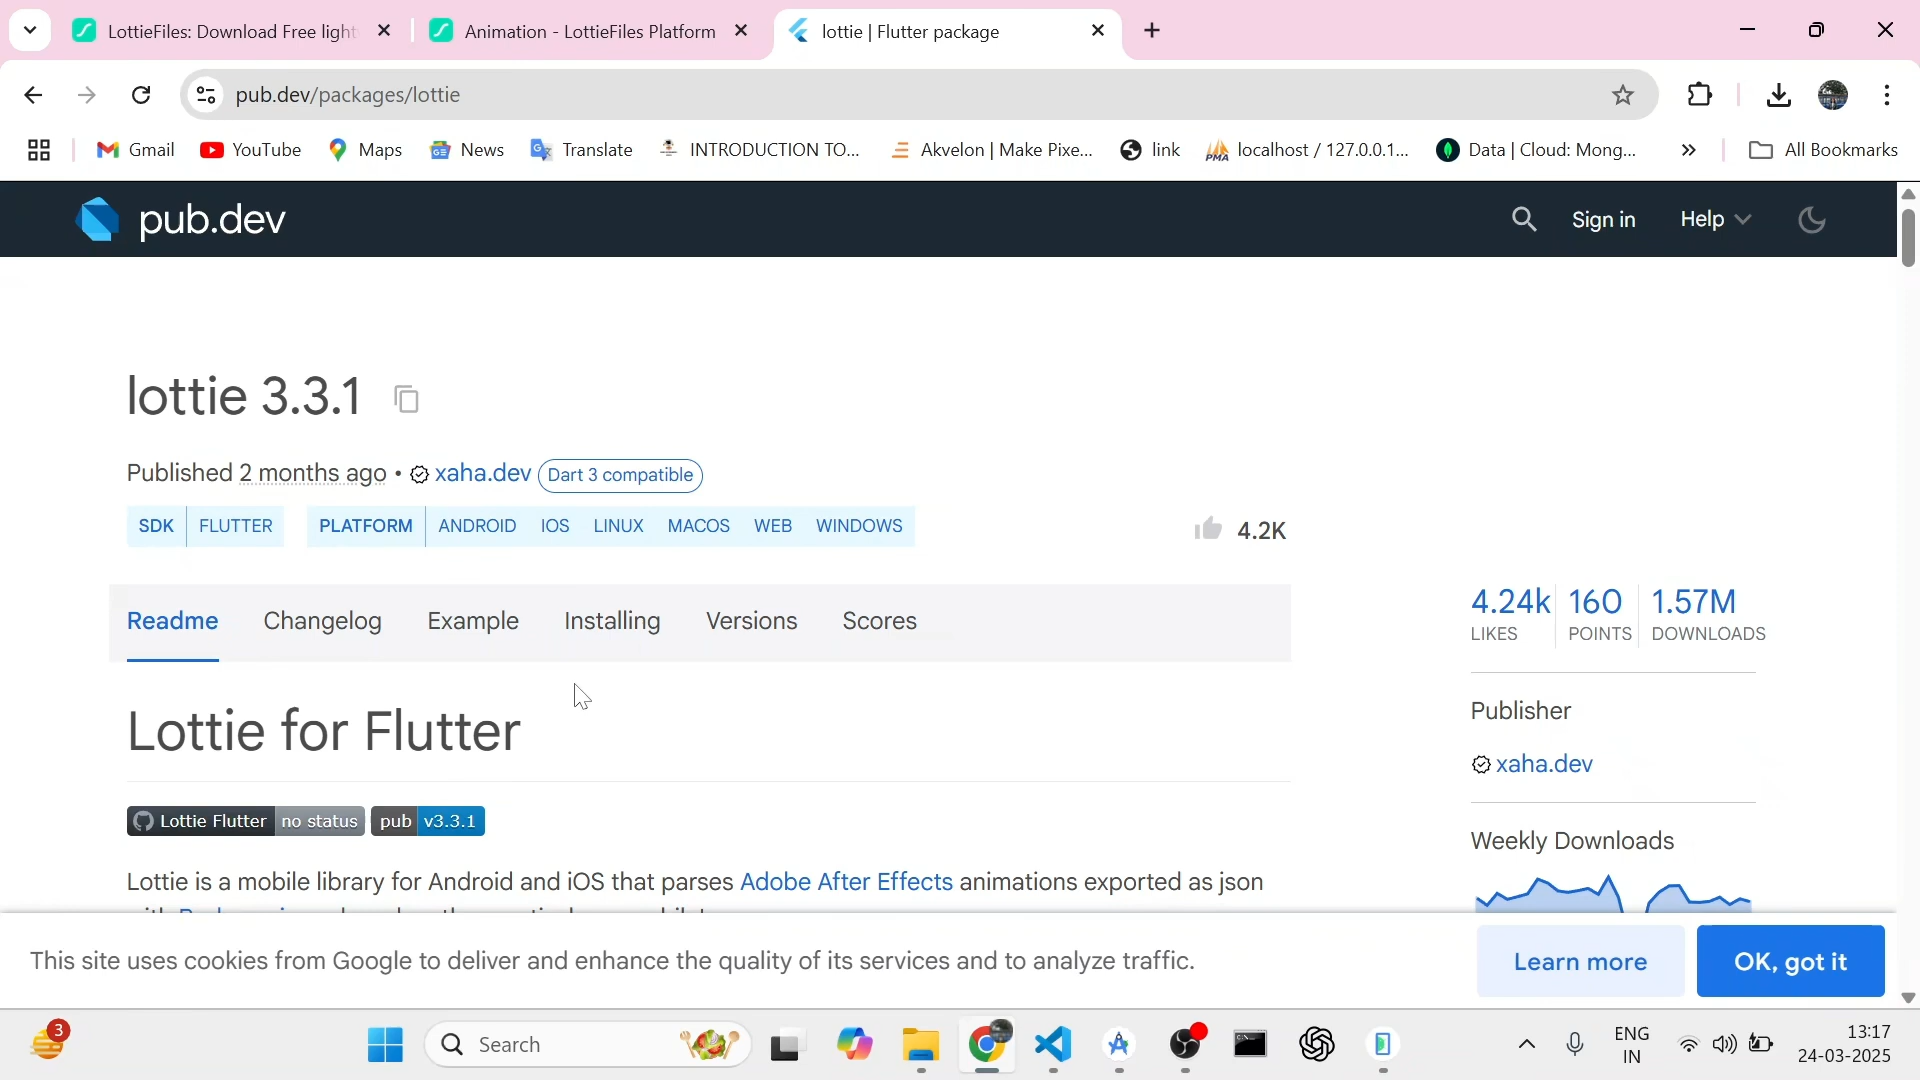 LottieFiles: Download Free light
Animation - LottieFiles Platform
lottie | Flutter package
pub.dev/packages/lottie
Gmail
YouTube
Maps
News
Translate
INTRODUCTION TO...
Akvelon | Make Pixe...
link
localhost / 127.0.0.1...
Data | Cloud: Mong...
»
All Bookmarks
pub.dev
Sign in
Help
lottie 3.3.1
Published 2 months ago • xaha.dev Dart 3 compatible
SDK FLUTTER PLATFORM ANDROID IOS LINUX MACOS WEB WINDOWS
4.2K
Readme Changelog Example Installing Versions Scores
4.24k 160 1.57M
LIKES POINTS DOWNLOADS
Publisher
xaha.dev
Weekly Downloads
Lottie for Flutter
Lottie Flutter no status pub v3.3.1
Lottie is a mobile library for Android and iOS that parses Adobe After Effects animations exported as json
This site uses cookies from Google to deliver and enhance the quality of its services and to analyze traffic.
Learn more
OK, got it
3
Search
ENG
IN
13:17
24-03-2025